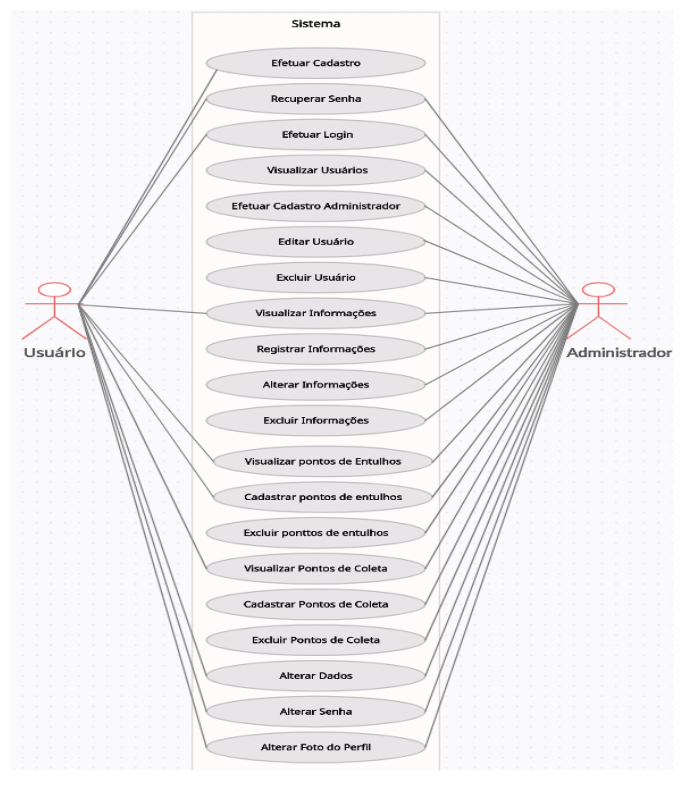 Sistema
Efetuar Cadastro
Recuperar Senha
Efetuar Login
Visualizar Usuários
Efetuar Cadastro Administrador
Editar Usuário
Excluir Usuário
Visualizar Informações
Registrar Informações
Usuário
Administrador
Alterar Informações
Excluir Informações
Visualizar pontos de Entulhos
Cadastrar pontos de entulhos
Excluir ponttos de entulhos
Visualizar Pontos de Coleta
Cadastrar Pontos de Coleta
Excluir Pontos de Coleta
Alterar Dados
Alterar Senha
Alterar Foto do Perfil